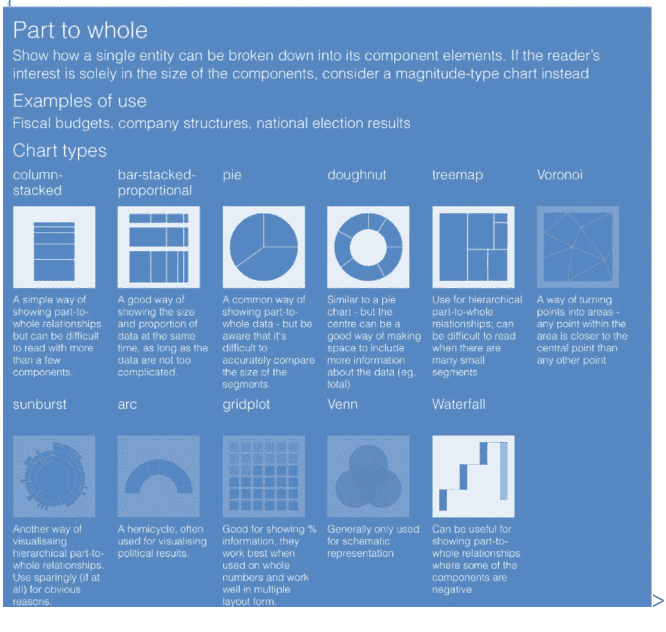 Part to whole
Show how a single entity can be broken down into its component elements. If the reader's
interest is solely in the size of the components, consider a magnitude-type chart instead
Examples of use
Fiscal budgets, company structures, national election results
Chart types
column-
stacked
A simple way of
showing part-to-
whole relationships
but can be difficult
to read with more
than a few
components.
bar-stacked-
proportional
A good way of
showing the size
and proportion of
data at the same
time, as long as the
data are not too
complicated.
pie
A common way of
showing part-to-
whole data - but be
aware that it's
difficult to
accurately compare
the size of the
segments.
doughnut
Similar to a pie
chart - but the
centre can be a
good way of making
space to include
more information
about the data (eg.
total)
treemap
Use for hierarchical
part-to-whole
relationships; can
be difficult to read
when there are
many small
segments
Voronoi
A way of turning
points into areas -
any point within the
area is closer to the
central point than
any other point
sunburst
Another way of
visualisaing
hierarchical part-to-
whole relationships.
Use sparingly (if at
all) for obvious
reasons.
arc
A hemicycle, often
used for visualising
political results.
gridplot
Good for showing %
information, they
work best when
used on whole
numbers and work
well in multiple
layout form.
Venn
Generally only used
for schematic
representation
Waterfall
Can be useful for
showing part-to-
whole relationships
where some of the
components are
negative.
>